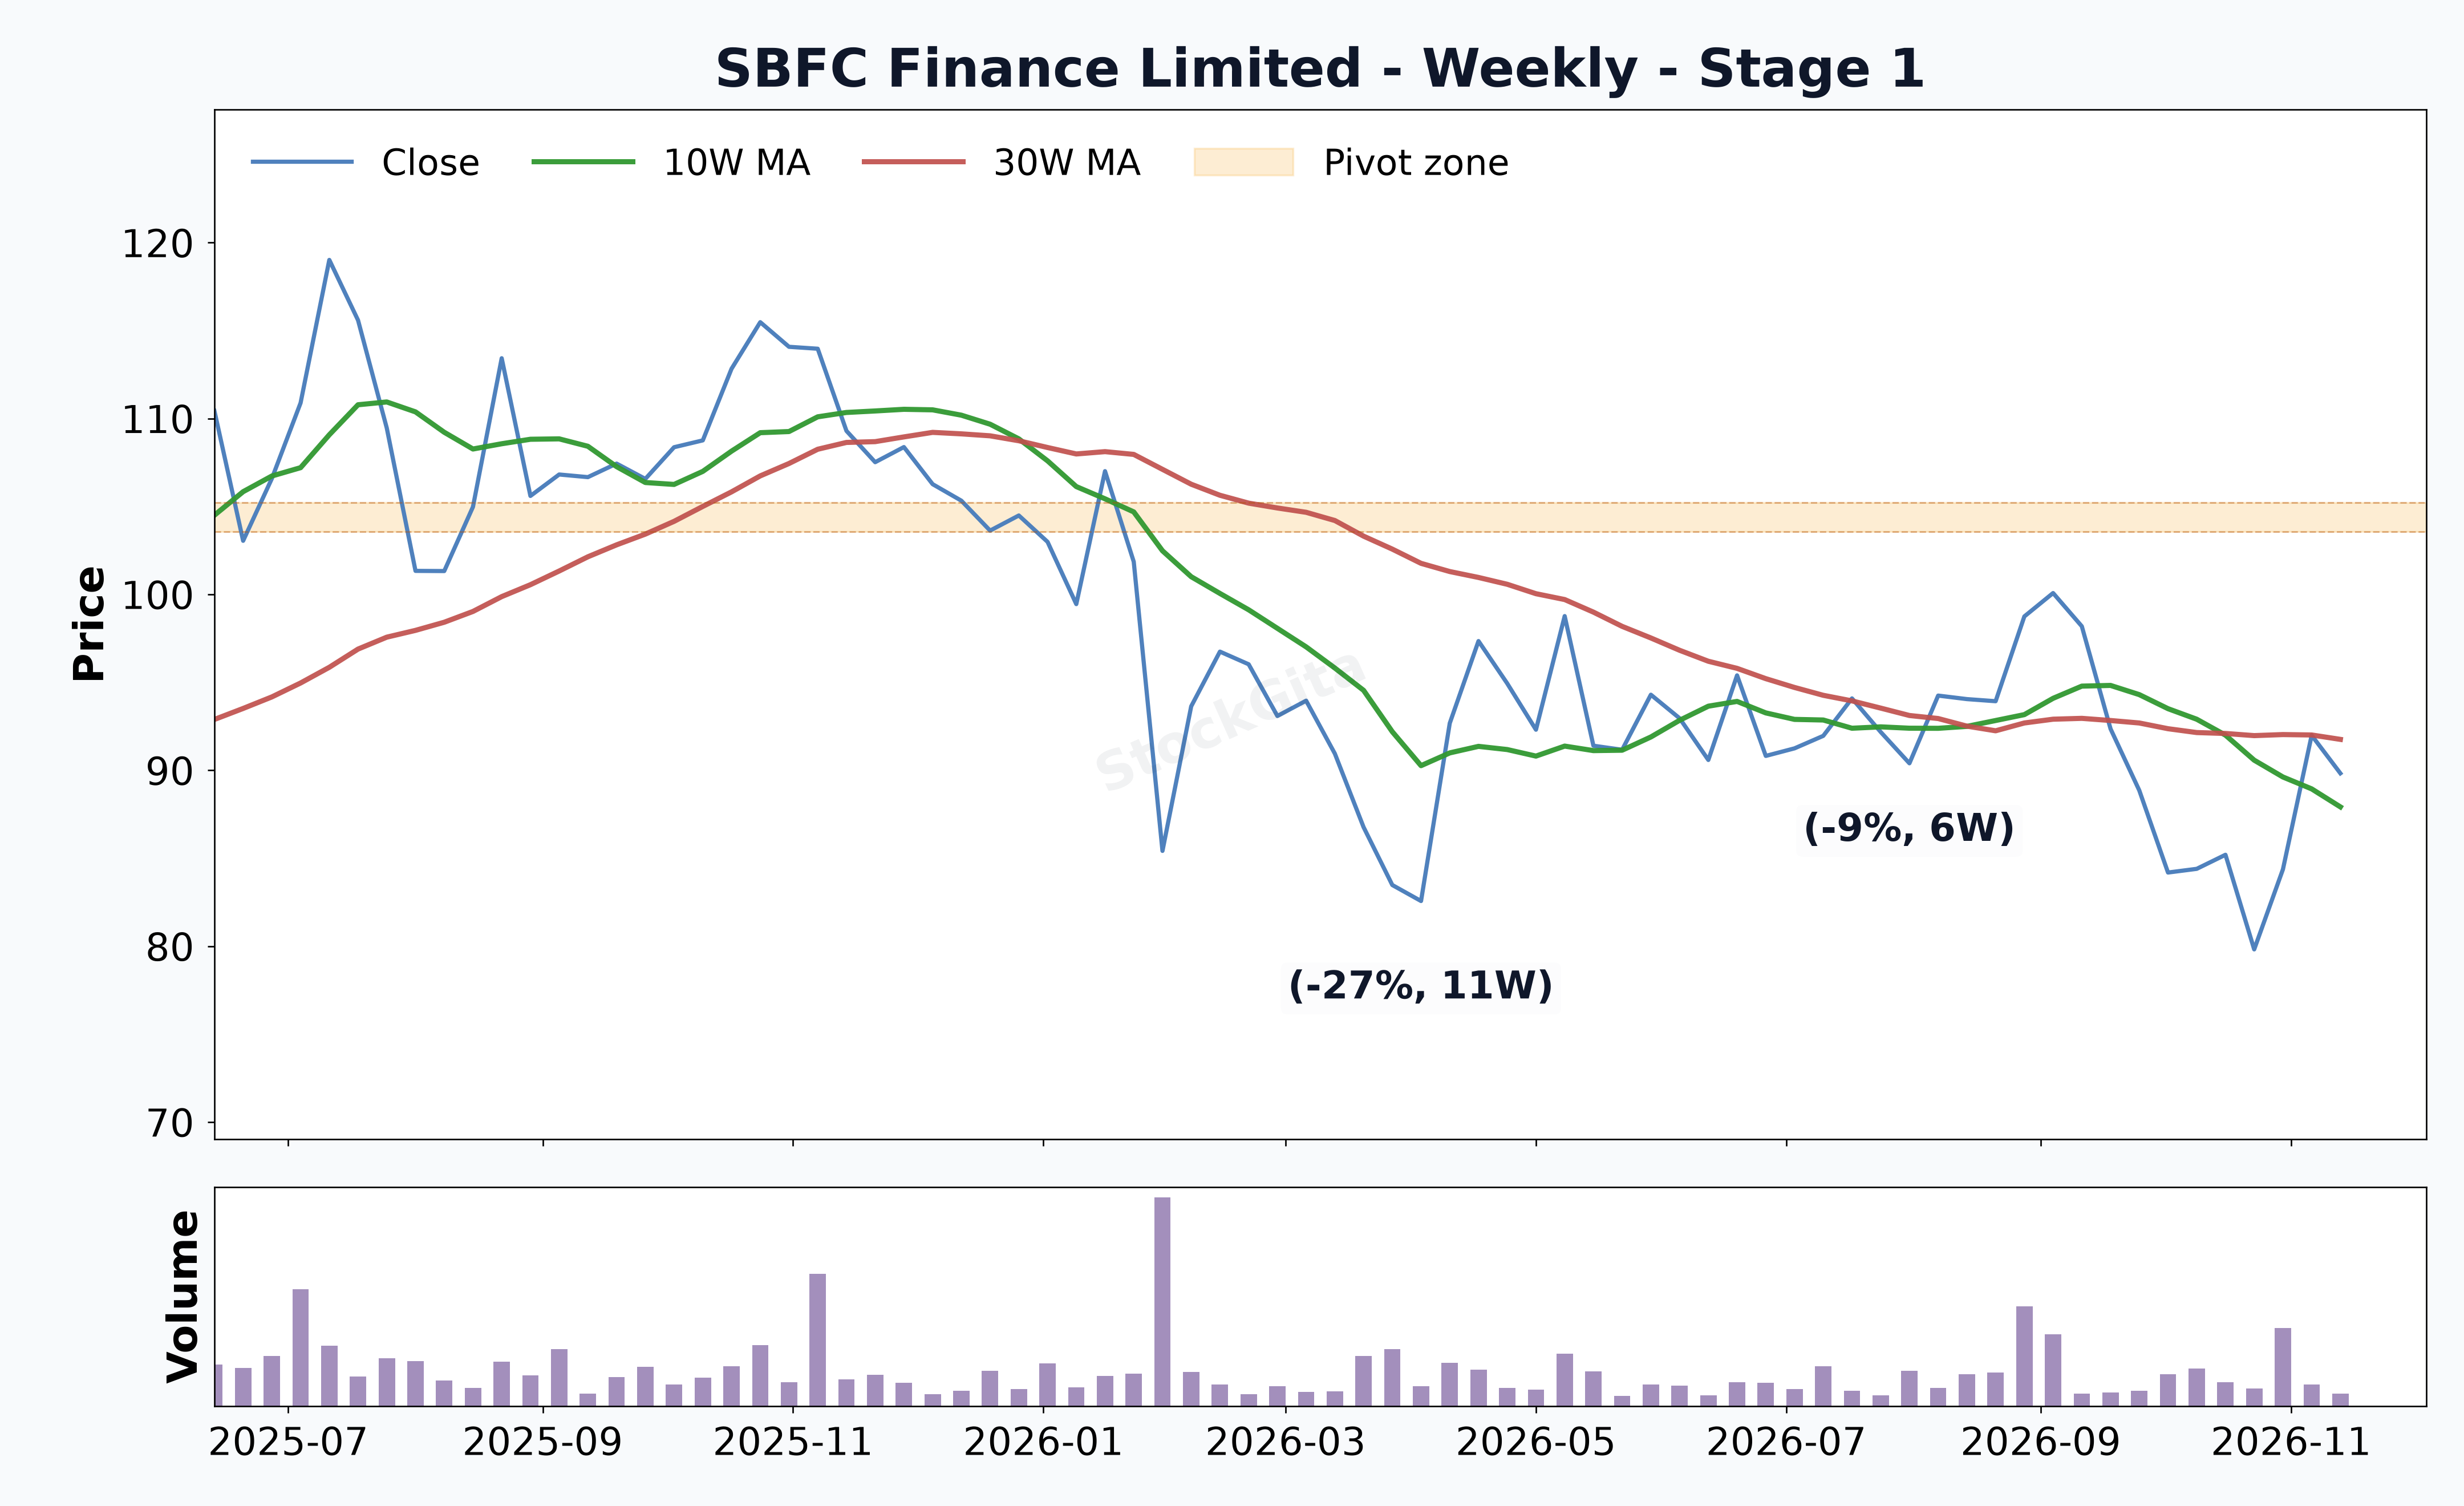 SBFC Finance Limited - Weekly - Stage 1
Close 10W MA 30W MA Pivot zone
120
110
100
90
80
70
Price
StockGita
(-9%, 6W)
(-27%, 11W)
Volume
2025-07 2025-09 2025-11 2026-01 2026-03 2026-05 2026-07 2026-09 2026-11